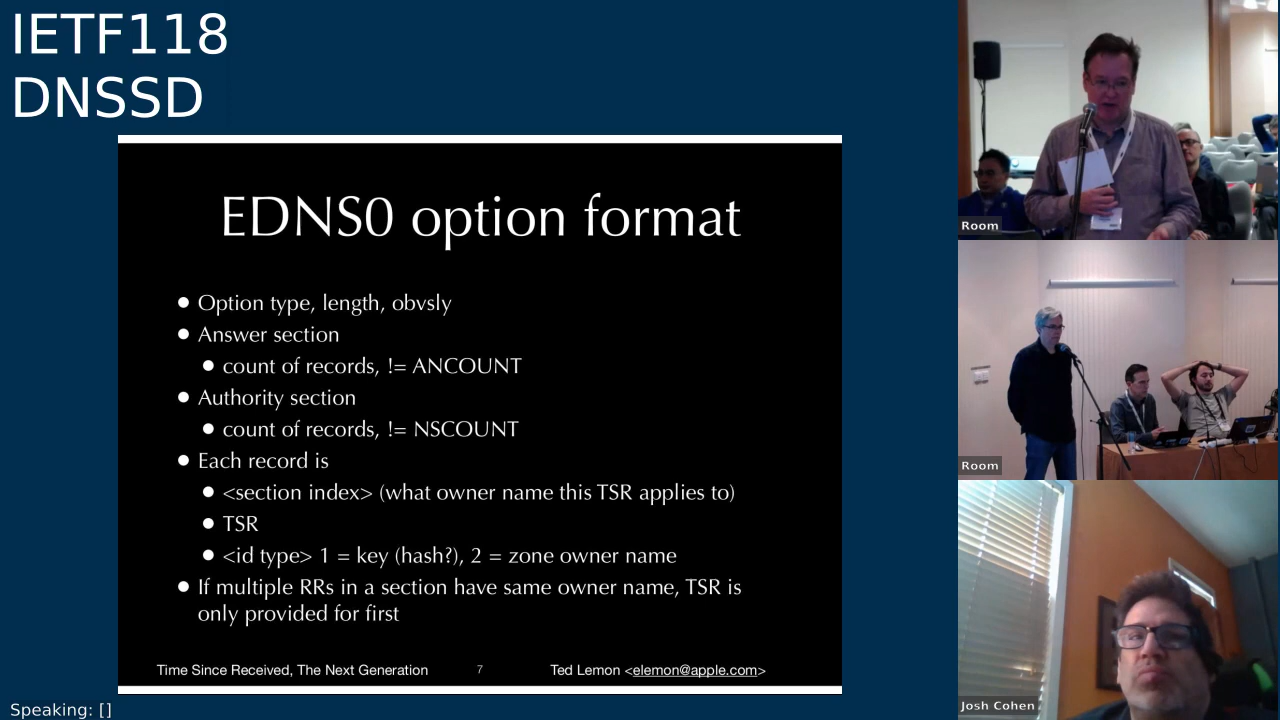 IETF118
DNSSD
EDNS0 option format
● Option type, length, obvsly
● Answer section
● count of records, != ANCOUNT
● Authority section
● count of records, != NSCOUNT
● Each record is
● <section index> (what owner name this TSR applies to)
● TSR
● <id type> 1 = key (hash?), 2 = zone owner name
● If multiple RRs in a section have same owner name, TSR is
only provided for first
Time Since Received, The Next Generation 7 Ted Lemon <elemon@apple.com>
Speaking: []
Room
Room
Josh Cohen